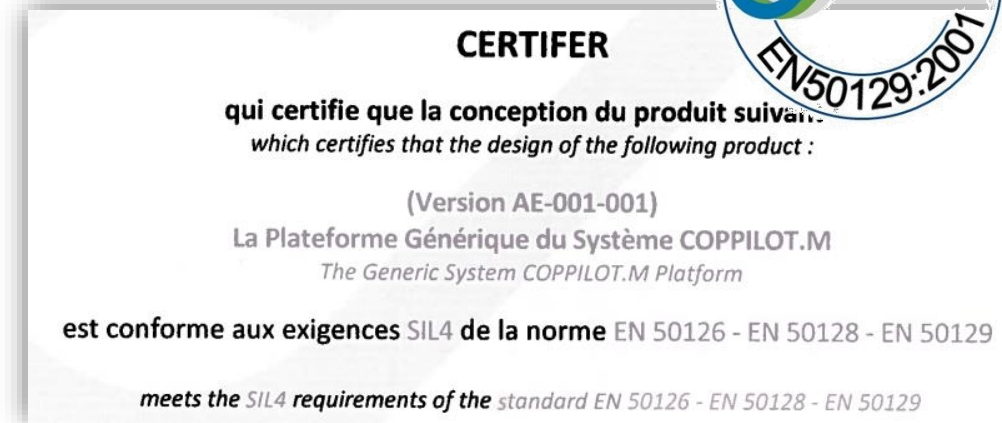 CERTIFER
EN50129:2001
qui certifie que la conception du produit suivant
which certifies that the design of the following product :
(Version AE-001-001)
La Plateforme Générique du Système COPPILOT.M
The Generic System COPPILOT.M Platform
est conforme aux exigences SIL4 de la norme EN 50126 - EN 50128 - EN 50129
meets the SIL4 requirements of the standard EN 50126 - EN 50128 - EN 50129